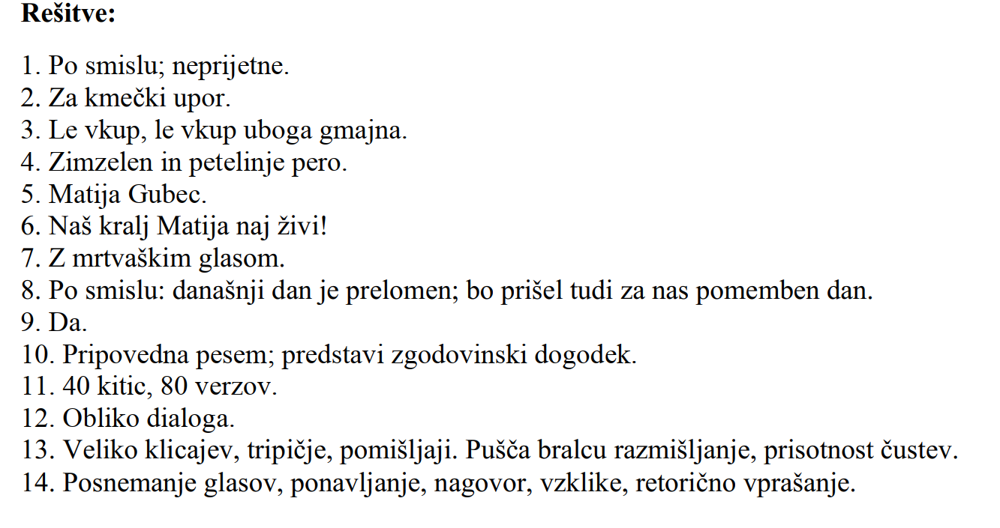 Rešitve:
1. Po smislu; neprijetne.
2. Za kmečki upor.
3. Le vkup, le vkup uboga gmajna.
4. Zimzelen in petelinje pero.
5. Matija Gubec.
6. Naš kralj Matija naj živi!
7. Z mrtvaškim glasom.
8. Po smislu: današnji dan je prelomen; bo prišel tudi za nas pomemben dan.
9. Da.
10. Pripovedna pesem; predstavi zgodovinski dogodek.
11. 40 kitic, 80 verzov.
12. Obliko dialoga.
13. Veliko klicajev, tripičje, pomišljaji. Pušča bralcu razmišljanje, prisotnost čustev.
14. Posnemanje glasov, ponavljanje, nagovor, vzklike, retorično vprašanje.